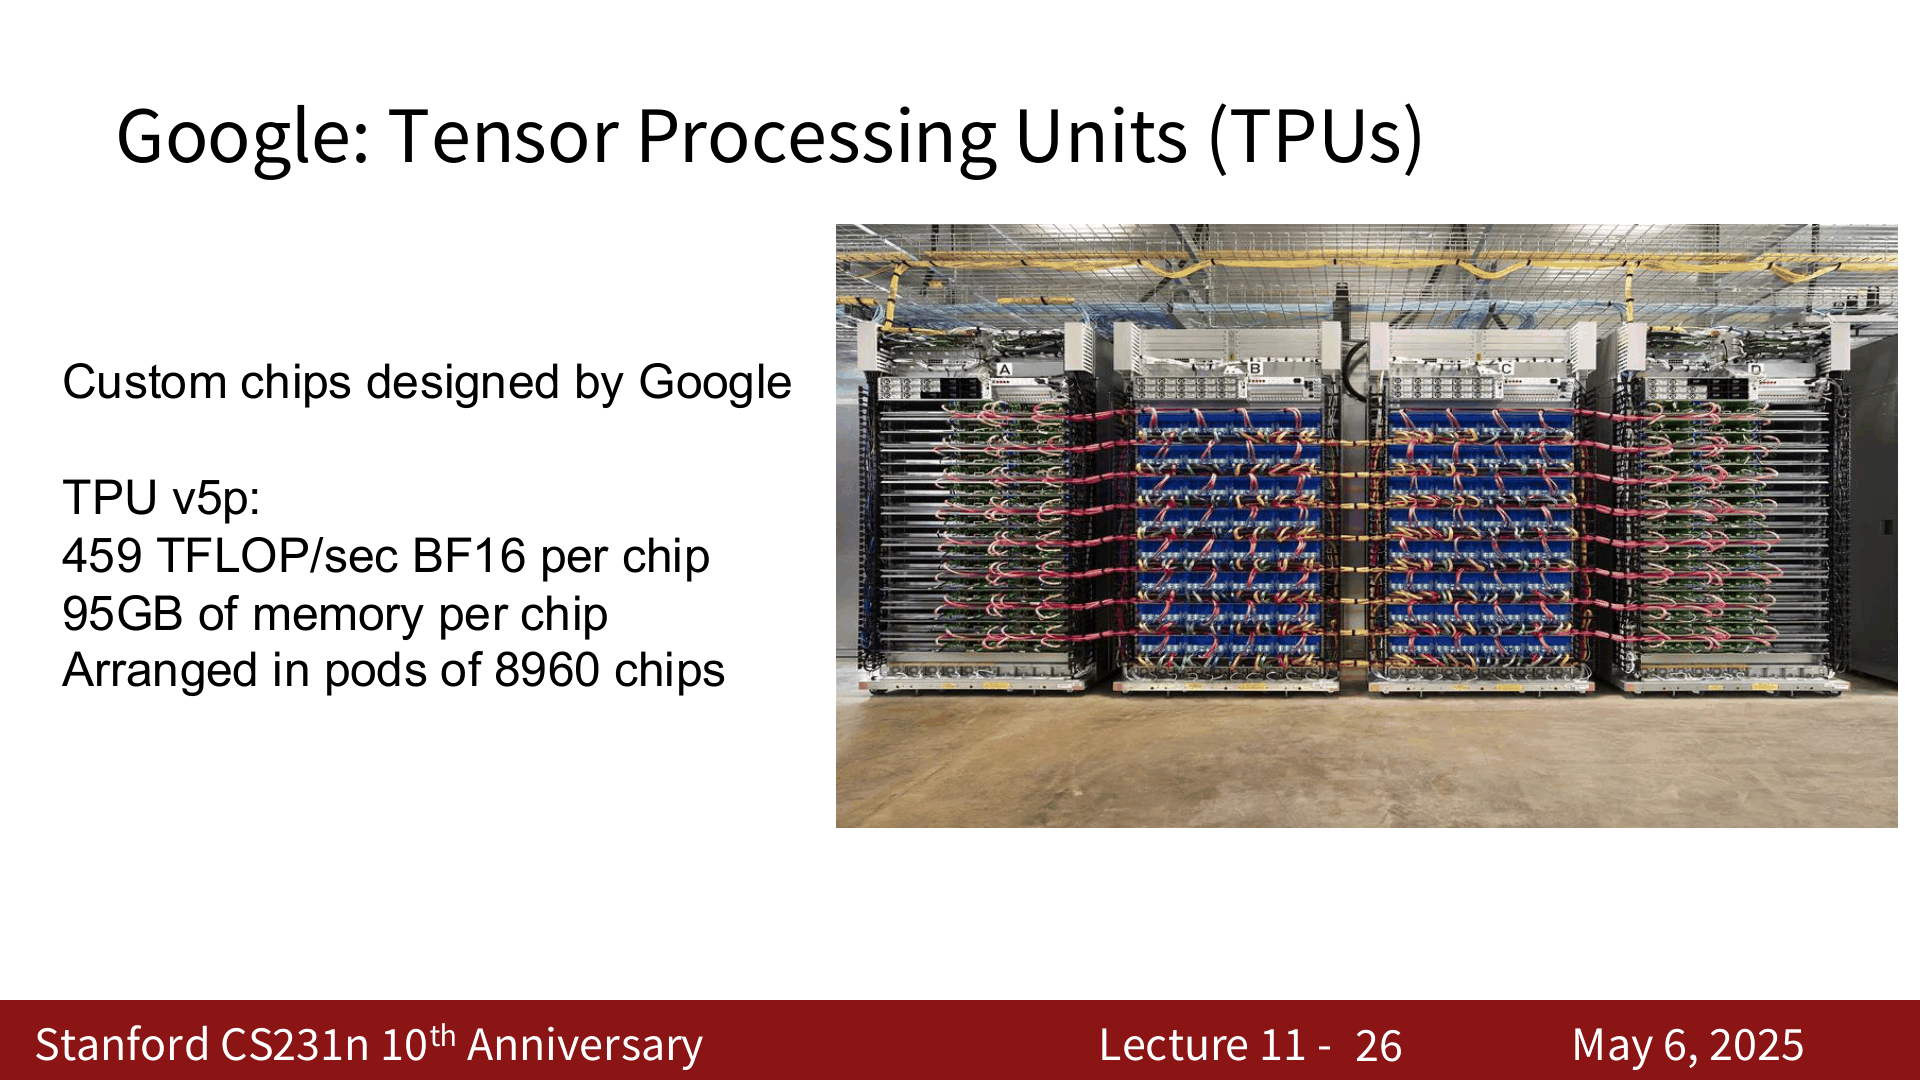 Google: Tensor Processing Units (TPUs)
Custom chips designed by Google
TPU v5p:
459 TFLOP/sec BF16 per chip
95GB of memory per chip
Arranged in pods of 8960 chips
A
B
C
D
Stanford CS231n 10th Anniversary
Lecture 11 - 26
May 6, 2025